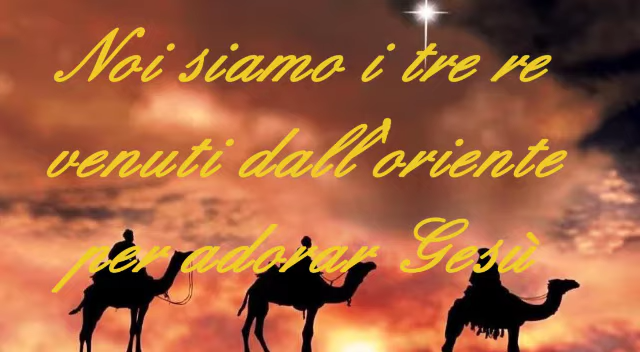 Noi siamo i tre re
venuti dall'oriente
per adorar Gesù